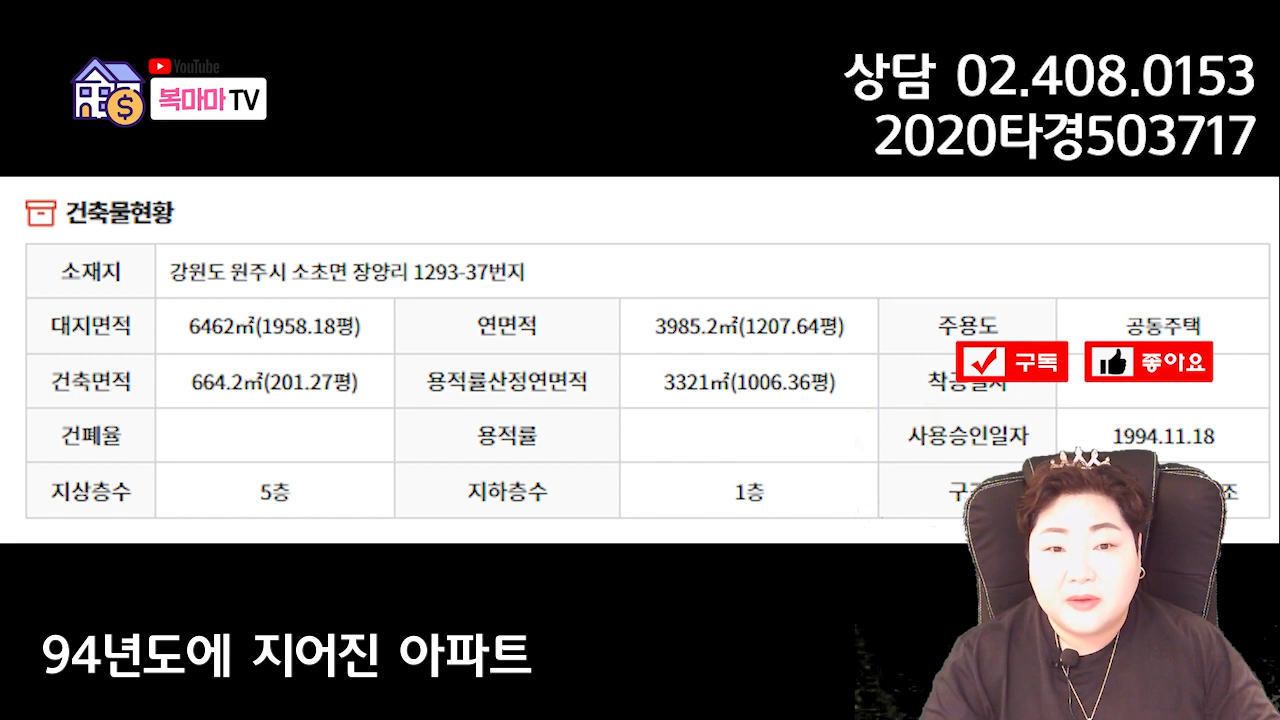 YouTube
복마마 TV
상담 02.408.0153
2020타경503717
건축물현황
소재지 강원도 원주시 소초면 장양리 1293-37번지
대지면적 6462㎡(1958.18평) 연면적 3985.2㎡(1207.64평) 주용도 공동주택
구독 좋아요
건축면적 664.2㎡(201.27평) 용적률산정연면적 3321㎡(1006.36평)
건폐율 용적률 사용승인일자 1994.11.18
지상층수 5층 지하층수 1층
94년도에 지어진 아파트